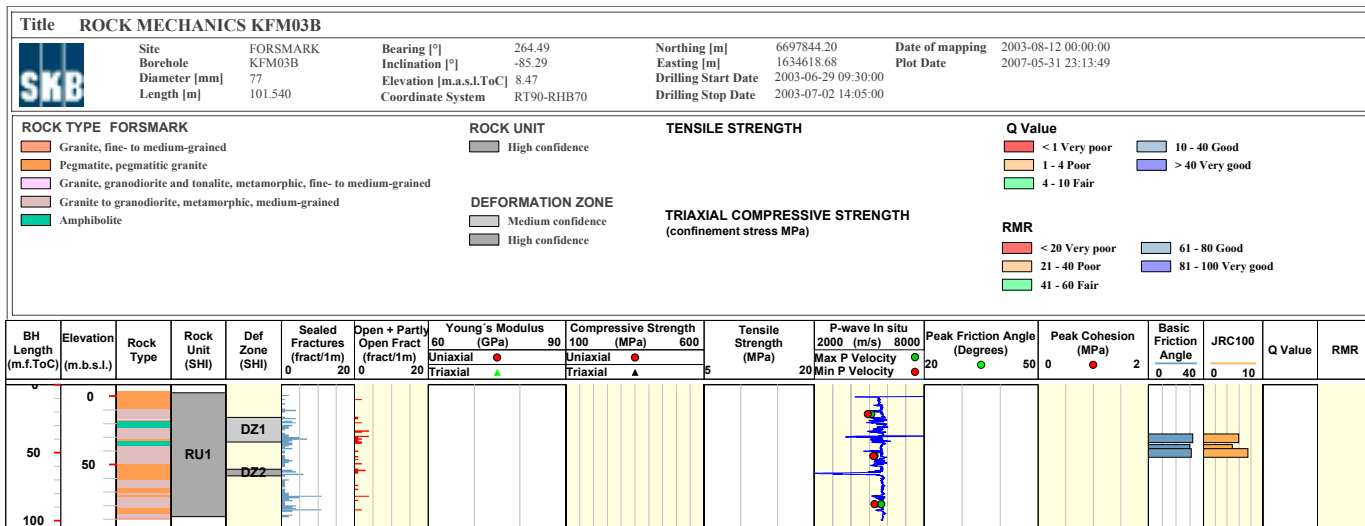 Title ROCK MECHANICS KFM03B
SKB
Site FORSMARK Bearing [°] 264.49 Northing [m] 6697844.20 Date of mapping 2003-08-12 00:00:00
Borehole KFM03B Inclination [°] -85.29 Easting [m] 1634618.68 Plot Date 2007-05-31 23:13:49
Diameter [mm] 77 Elevation [m.a.s.l.ToC] 8.47 Drilling Start Date 2003-06-29 09:30:00
Length [m] 101.540 Coordinate System RT90-RHB70 Drilling Stop Date 2003-07-02 14:05:00
ROCK TYPE FORSMARK
Granite, fine- to medium-grained
Pegmatite, pegmatitic granite
Granite, granodiorite and tonalite, metamorphic, fine- to medium-grained
Granite to granodiorite, metamorphic, medium-grained
Amphibolite
ROCK UNIT
High confidence
DEFORMATION ZONE
Medium confidence
High confidence
TENSILE STRENGTH
TRIAXIAL COMPRESSIVE STRENGTH
(confinement stress MPa)
Q Value
< 1 Very poor 10 - 40 Good
1 - 4 Poor > 40 Very good
4 - 10 Fair
RMR
< 20 Very poor 61 - 80 Good
21 - 40 Poor 81 - 100 Very good
41 - 60 Fair
BH
Length
(m.f.ToC)
Elevation
(m.b.s.l.)
Rock
Type
Rock
Unit
(SHI)
Def
Zone
(SHI)
Sealed
Fractures
(fract/1m)
0 20
Open + Partly
Open Fract
(fract/1m)
0 20
Young´s Modulus
60 (GPa) 90
Uniaxial
Triaxial
Compressive Strength
100 (MPa) 600
Uniaxial
Triaxial
Tensile
Strength
(MPa)
5 20
P-wave In situ
2000 (m/s) 8000
Max P Velocity
Min P Velocity
Peak Friction Angle
(Degrees)
20 50
Peak Cohesion
(MPa)
0 2
Basic
Friction
Angle
0 40
JRC100
0 10
Q Value
RMR
0
0
50
50
100
RU1
DZ1
DZ2